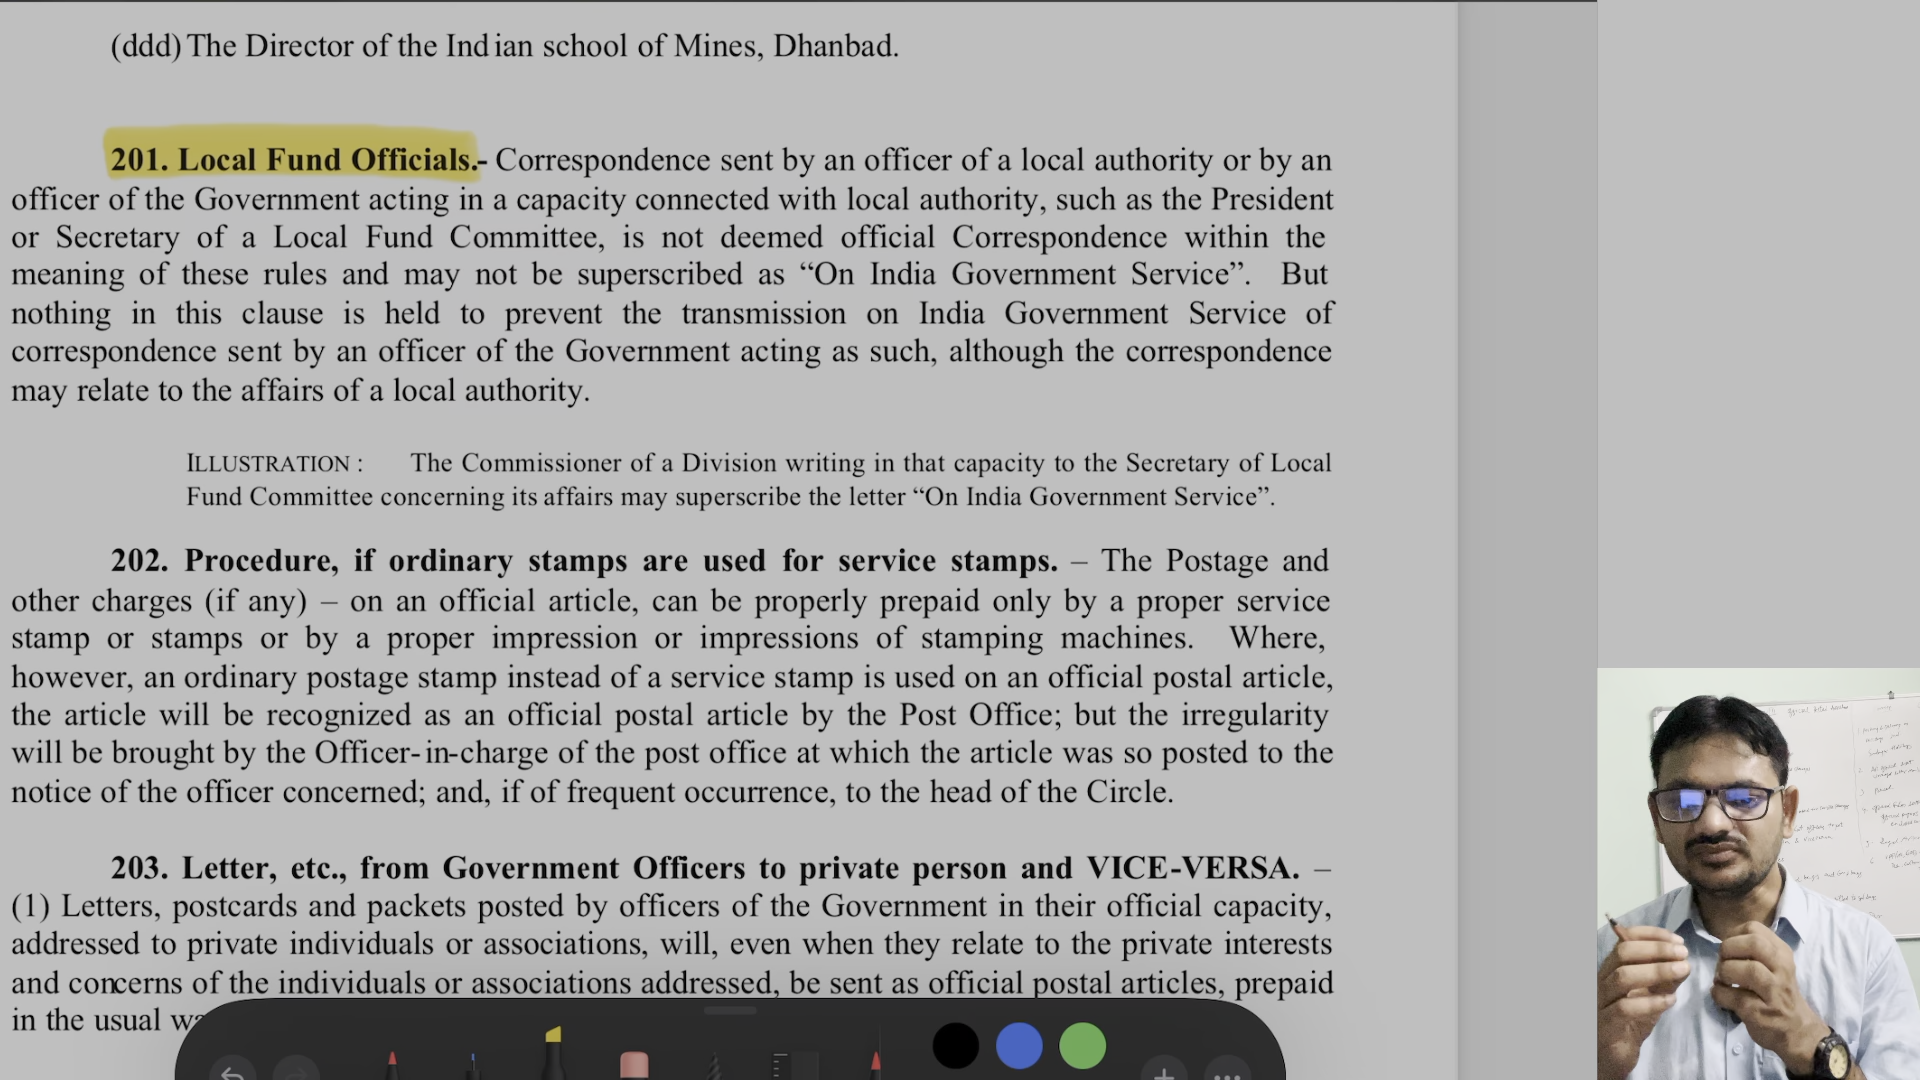 (ddd) The Director of the Indian school of Mines, Dhanbad.
201. Local Fund Officials.- Correspondence sent by an officer of a local authority or by an
officer of the Government acting in a capacity connected with local authority, such as the President
or Secretary of a Local Fund Committee, is not deemed official Correspondence within the
meaning of these rules and may not be superscribed as “On India Government Service”. But
nothing in this clause is held to prevent the transmission on India Government Service of
correspondence sent by an officer of the Government acting as such, although the correspondence
may relate to the affairs of a local authority.
ILLUSTRATION : The Commissioner of a Division writing in that capacity to the Secretary of Local
Fund Committee concerning its affairs may superscribe the letter “On India Government Service”.
202. Procedure, if ordinary stamps are used for service stamps. – The Postage and
other charges (if any) – on an official article, can be properly prepaid only by a proper service
stamp or stamps or by a proper impression or impressions of stamping machines. Where,
however, an ordinary postage stamp instead of a service stamp is used on an official postal article,
the article will be recognized as an official postal article by the Post Office; but the irregularity
will be brought by the Officer-in-charge of the post office at which the article was so posted to the
notice of the officer concerned; and, if of frequent occurrence, to the head of the Circle.
203. Letter, etc., from Government Officers to private person and VICE-VERSA. –
(1) Letters, postcards and packets posted by officers of the Government in their official capacity,
addressed to private individuals or associations, will, even when they relate to the private interests
and concerns of the individuals or associations addressed, be sent as official postal articles, prepaid
in the usual